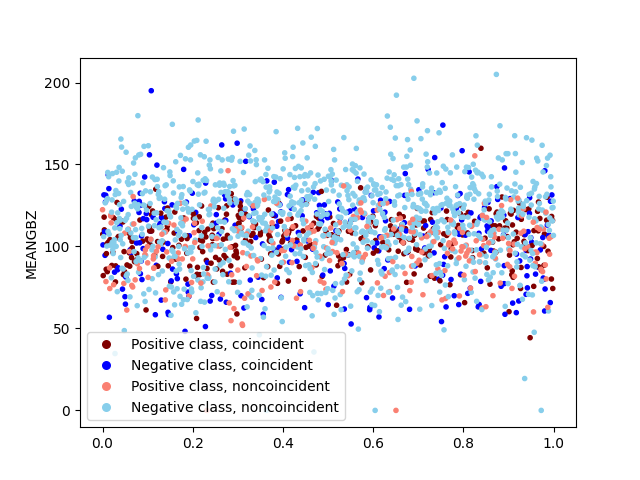 200
150
100
50
0
MEANGBZ
Positive class, coincident
Negative class, coincident
Positive class, noncoincident
Negative class, noncoincident
0.0 0.2 0.4 0.6 0.8 1.0